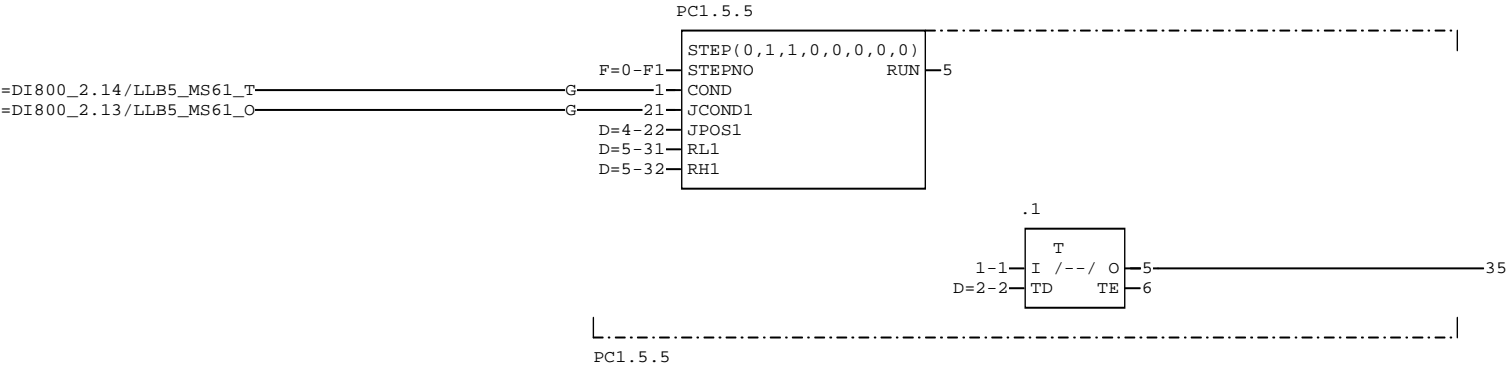 PC1.5.5
STEP(0,1,1,0,0,0,0,0)
F=0-F1 STEPNO RUN 5
=DI800_2.14/LLB5_MS61_T G 1 COND
=DI800_2.13/LLB5_MS61_O G 21 JCOND1
D=4-22 JPOS1
D=5-31 RL1
D=5-32 RH1
.1
T
1-1 I /--/ O 5 35
D=2-2 TD TE 6
PC1.5.5